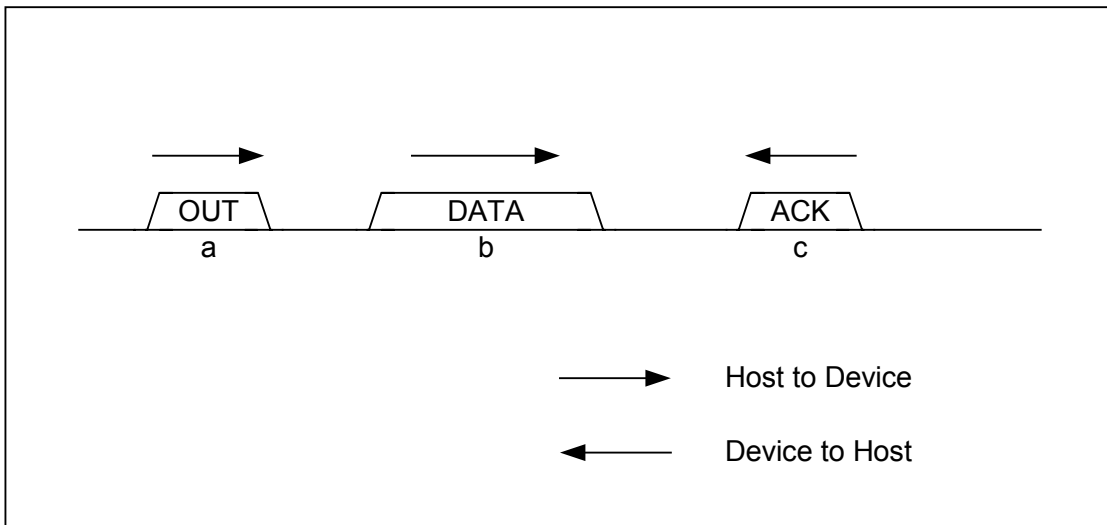 OUT DATA ACK
a b c
Host to Device
Device to Host